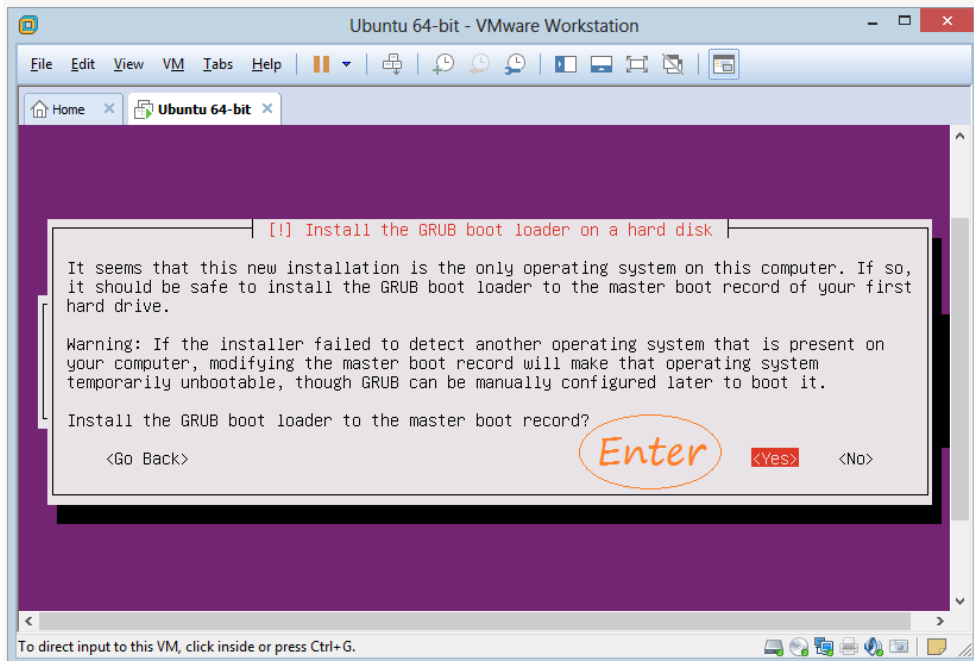 Ubuntu 64-bit - VMware Workstation
File Edit View VM Tabs Help
Home Ubuntu 64-bit
[!] Install the GRUB boot loader on a hard disk
It seems that this new installation is the only operating system on this computer. If so,
it should be safe to install the GRUB boot loader to the master boot record of your first
hard drive.
Warning: If the installer failed to detect another operating system that is present on
your computer, modifying the master boot record will make that operating system
temporarily unbootable, though GRUB can be manually configured later to boot it.
Install the GRUB boot loader to the master boot record?
Enter
<Go Back> <Yes> <No>
To direct input to this VM, click inside or press Ctrl+G.